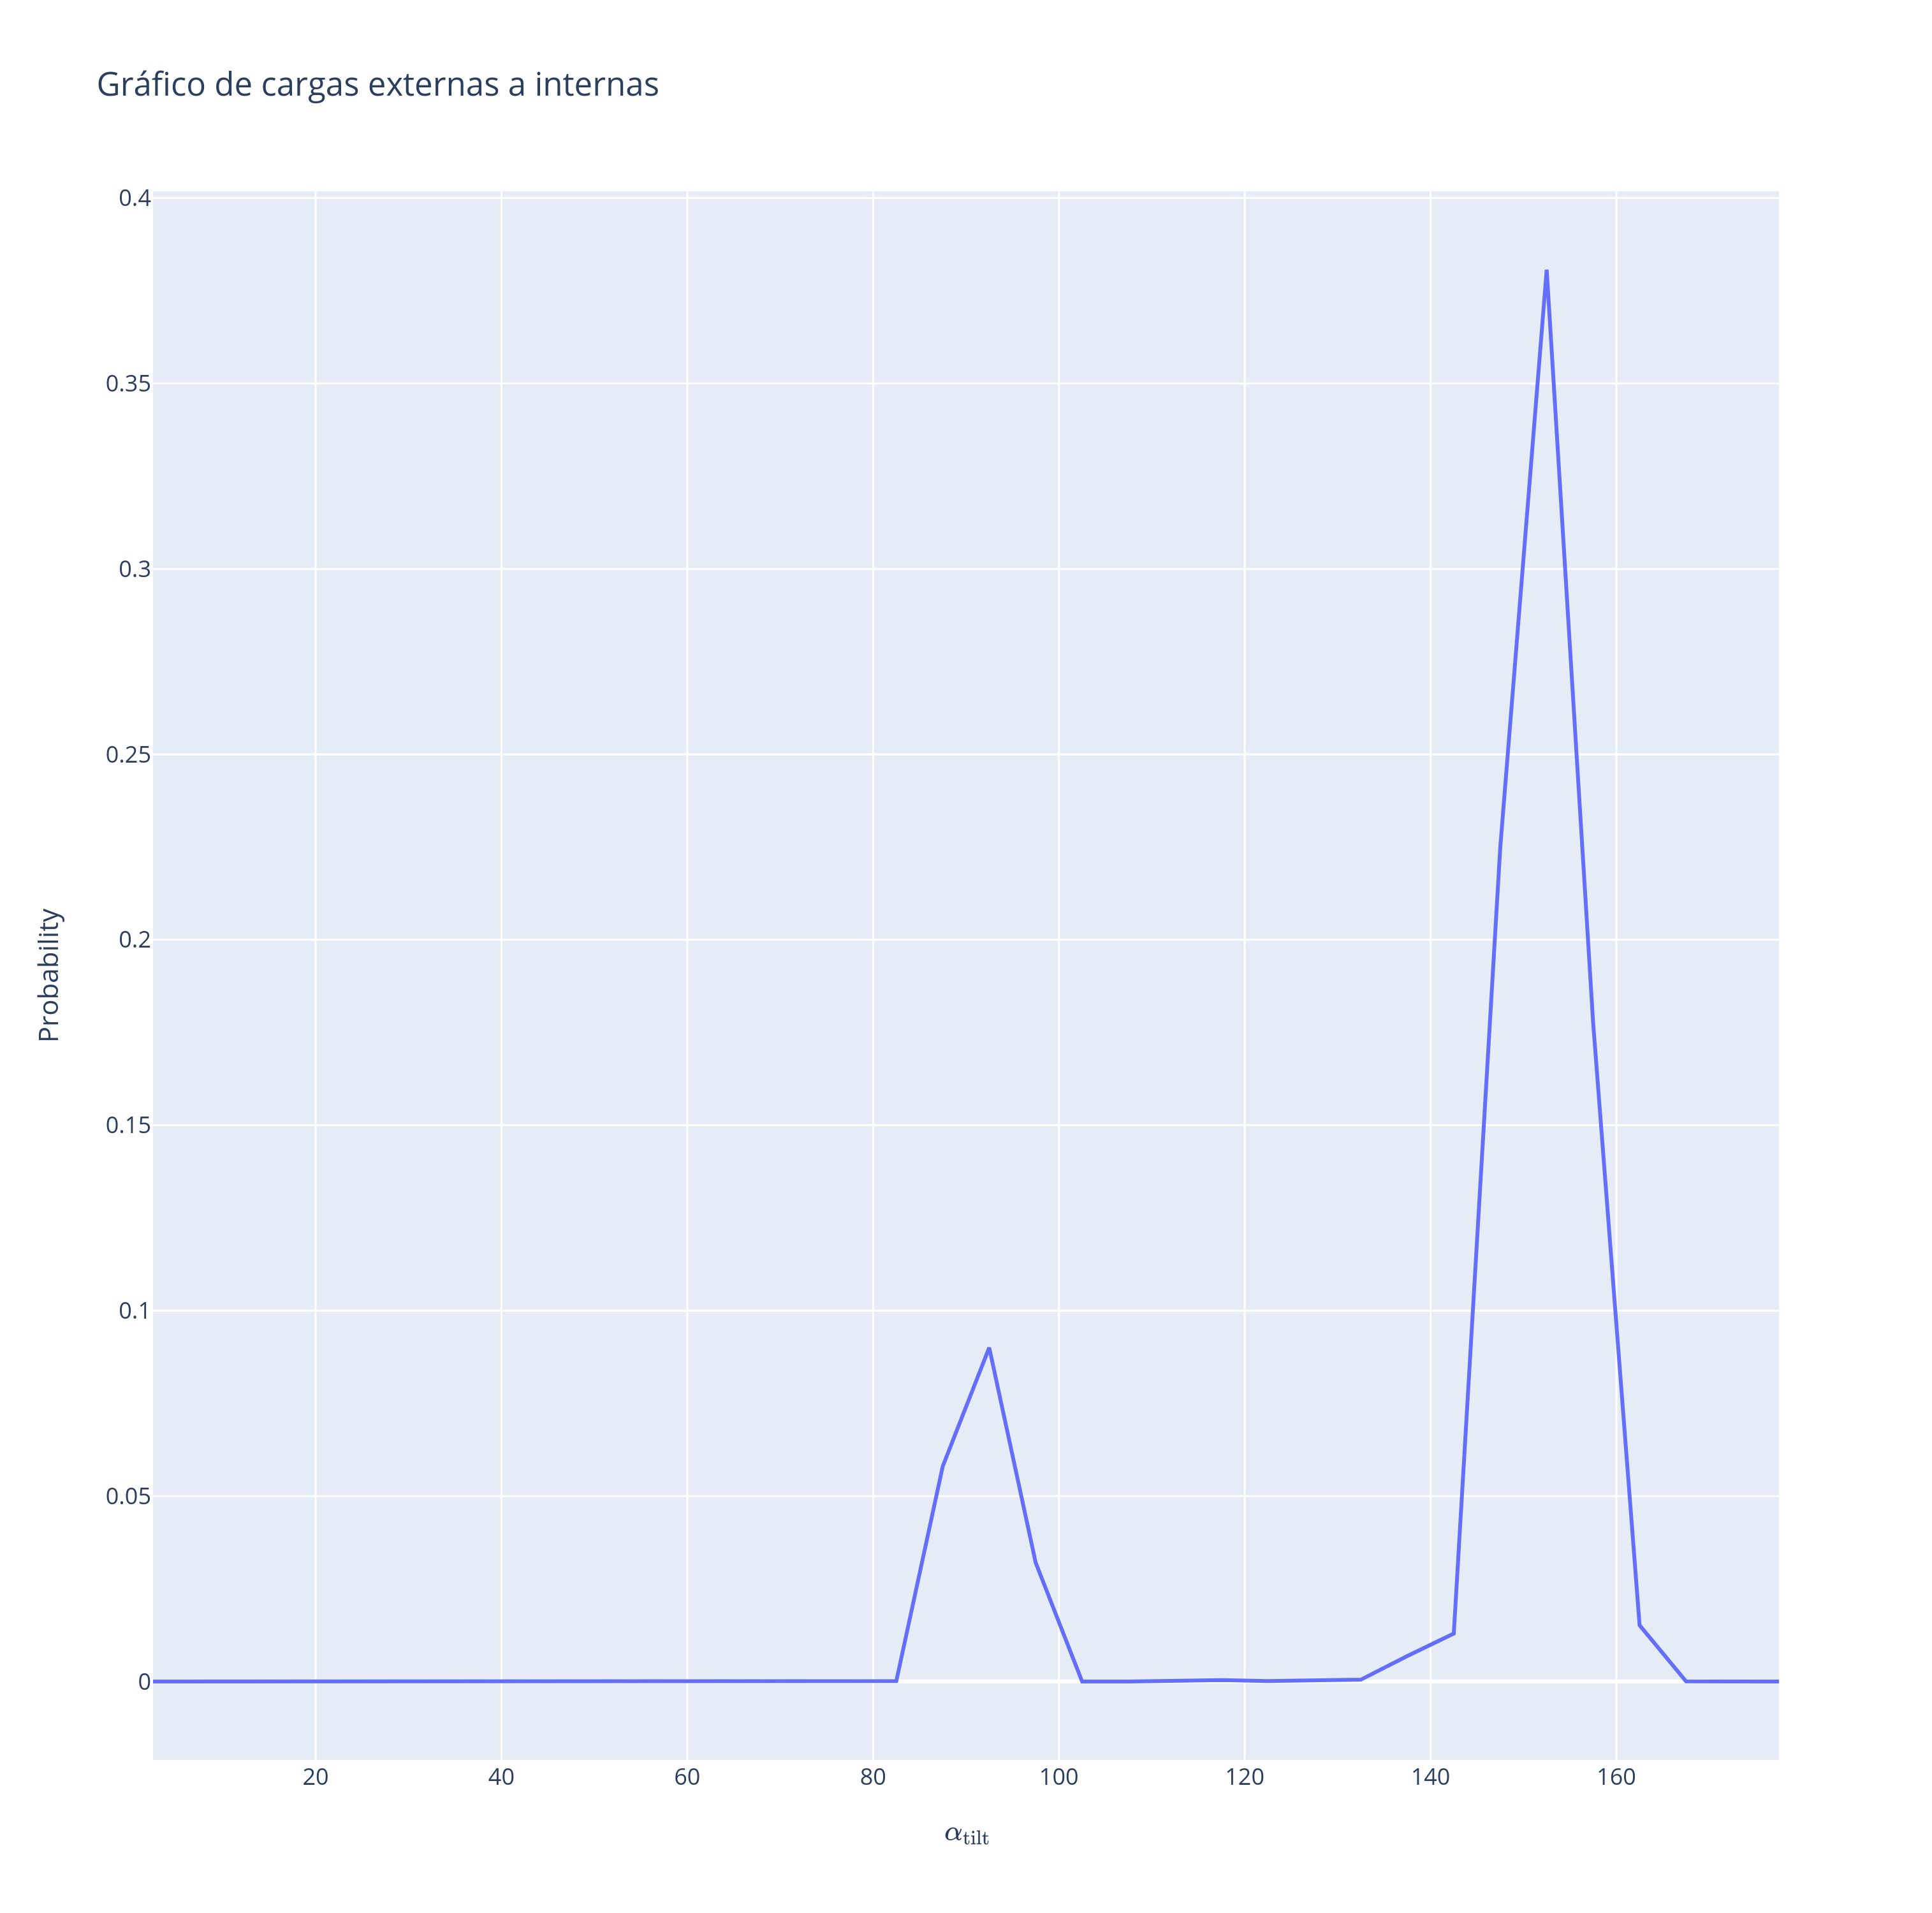 Gráfico de cargas externas a internas
0.4
0.35
0.3
0.25
0.2
0.15
0.1
0.05
0
Probability
20 40 60 80 100 120 140 160
α_tilt